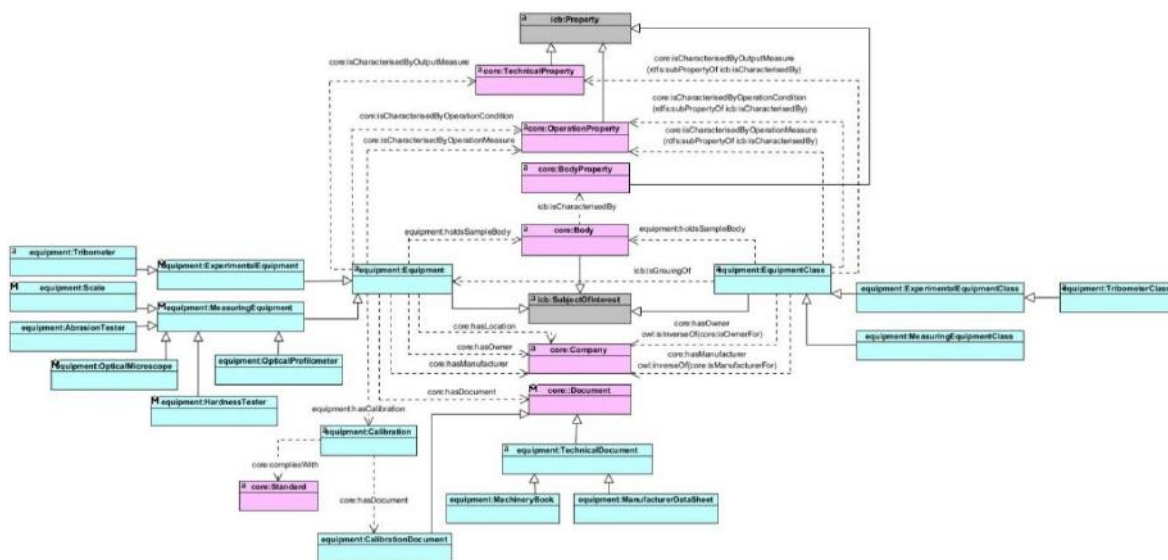 icb:Property
core:isCharacterisedByOutputMeasure
core:TechnicalProperty
core:isCharacterisedByOutputMeasure
(rdfs:subPropertyOf icb:isCharacterisedBy)
core:isCharacterisedByOperationCondition
core:OperationProperty
core:isCharacterisedByOperationMeasure
core:isCharacterisedByOperationCondition
(rdfs:subPropertyOf icb:isCharacterisedBy)
core:isCharacterisedByOperationMeasure
(rdfs:subPropertyOf icb:isCharacterisedBy)
core:BodyProperty
icb:isCharacterisedBy
equipment:holdsSampleBody
core:Body
equipment:holdsSampleBody
equipment:Tribometer
equipment:ExperimentalEquipment
equipment:Equipment
icb:isGrouingOf
equipment:EquipmentClass
equipment:Scale
equipment:MeasuringEquipment
icb:SubjectOfInterest
equipment:ExperimentalEquipmentClass
equipment:TribometerClass
equipment:AbrasionTester
core:hasLocation
core:hasOwner
owl:isInverseOf(core:isOwnerFor)
equipment:MeasuringEquipmentClass
equipment:OpticalMicroscope
equipment:OpticalProfilometer
core:hasOwner
core:Company
core:hasManufacturer
core:hasManufacturer
owl:inverseOf(core:isManufacturerFor)
equipment:HardnessTester
core:hasDocument
core::Document
equipment:hasCalibration
equipment:Calibration
equipment:TechnicalDocument
core:compliesWith
core:Standard
core:hasDocument
equipment:MachineryBook
equipment:ManufacturerDataSheet
equipment:CalibrationDocument